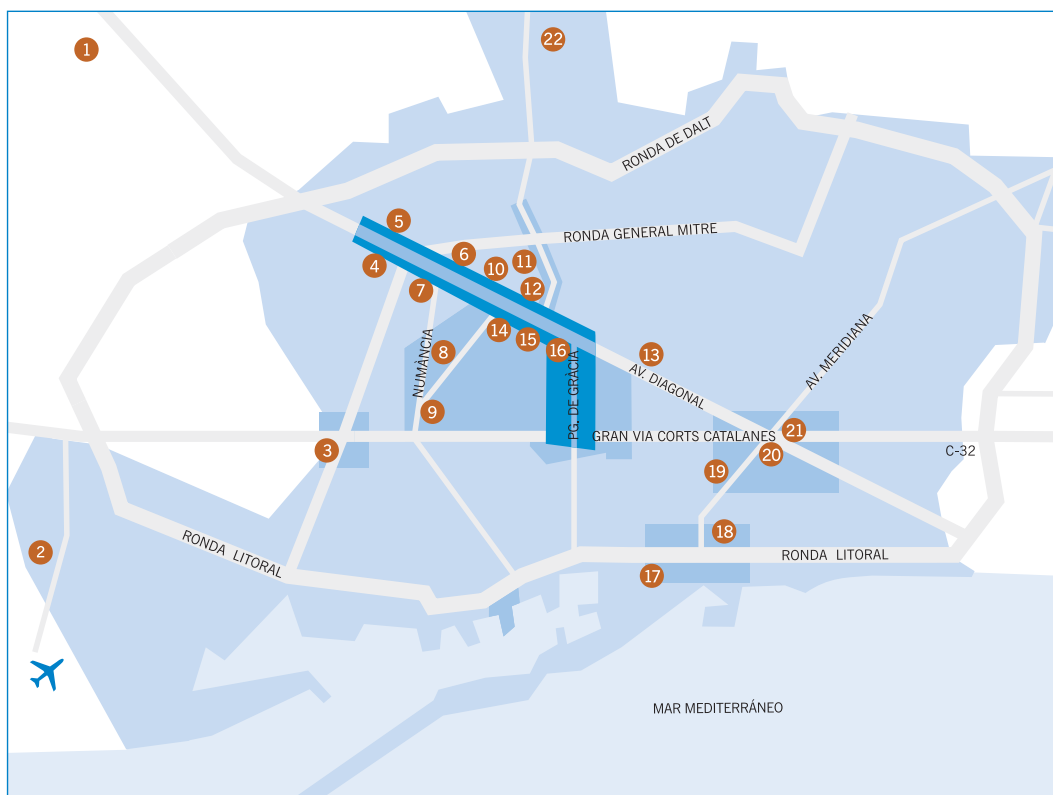 1
22
RONDA DE DALT
5
RONDA GENERAL MITRE
6
11
10
4
7
12
14
15
16
13
NUMÀNCIA
8
PG. DE GRÀCIA
AV. DIAGONAL
AV. MERIDIANA
9
GRAN VIA CORTS CATALANES
21
3
20
C-32
19
18
2
RONDA LITORAL
RONDA LITORAL
17
MAR MEDITERRÁNEO